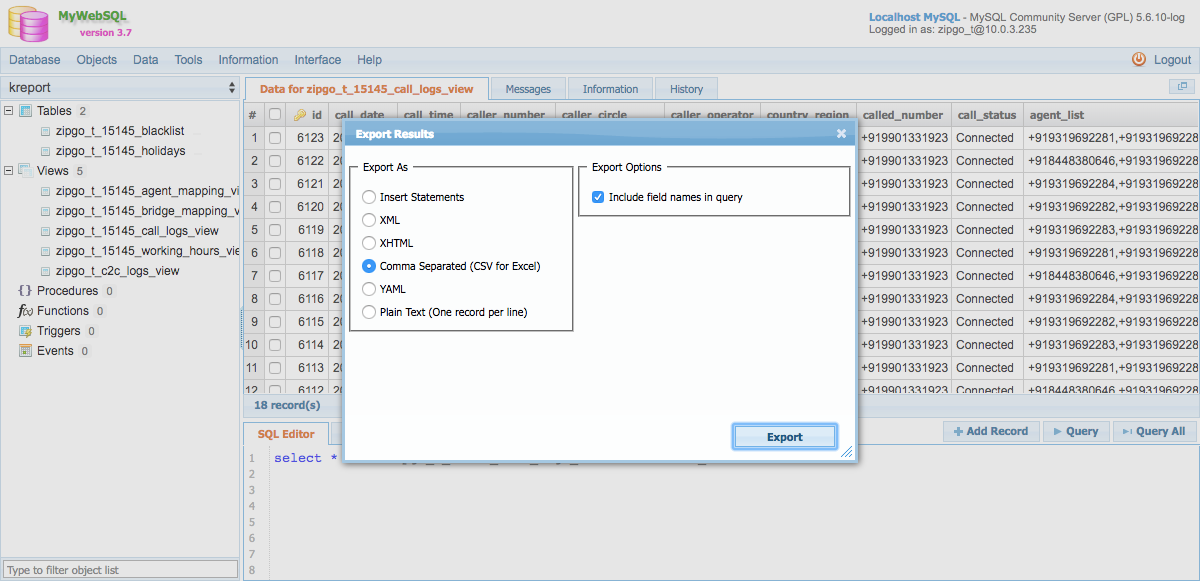 MyWebSQL
version 3.7
Localhost MySQL - MySQL Community Server (GPL) 5.6.10-log
Logged in as: zipgo_t@10.0.3.235
Database Objects Data Tools Information Interface Help Logout
kreport
Tables 2
zipgo_t_15145_blacklist
zipgo_t_15145_holidays
Views 5
zipgo_t_15145_agent_mapping_vi
zipgo_t_15145_bridge_mapping_v
zipgo_t_15145_call_logs_view
zipgo_t_15145_working_hours_vie
zipgo_t_c2c_logs_view
{} Procedures 0
f(x) Functions 0
Triggers 0
Events 0
Type to filter object list
Data for zipgo_t_15145_call_logs_view Messages Information History
# id call_date call_time caller_number caller_circle caller_operator country_region called_number call_status agent_list
1 6123 20 +919901331923 Connected +919319692281,+91931969228
2 6122 20 +919901331923 Connected +918448380646,+91931969228
3 6121 20 +919901331923 Connected +919319692284,+91931969228
4 6120 20 +919901331923 Connected +919319692282,+91931969228
5 6119 20 +919901331923 Connected +919319692283,+91931969228
6 6118 20 +919901331923 Connected +919319692281,+91931969228
7 6117 20 +919901331923 Connected +918448380646,+91931969228
8 6116 20 +919901331923 Connected +919319692284,+91931969228
9 6115 20 +919901331923 Connected +919319692282,+91931969228
10 6114 20 +919901331923 Connected +919319692283,+91931969228
11 6113 20 +919901331923 Connected +919319692281,+91931969228
12 6112 20 +919901331923 Connected +918448380646,+91931969228
Export Results
Export As
Insert Statements
XML
XHTML
Comma Separated (CSV for Excel)
YAML
Plain Text (One record per line)
Export Options
Include field names in query
Export
18 record(s)
SQL Editor Add Record Query Query All
1 select *
2
3
4
5
6
7
8